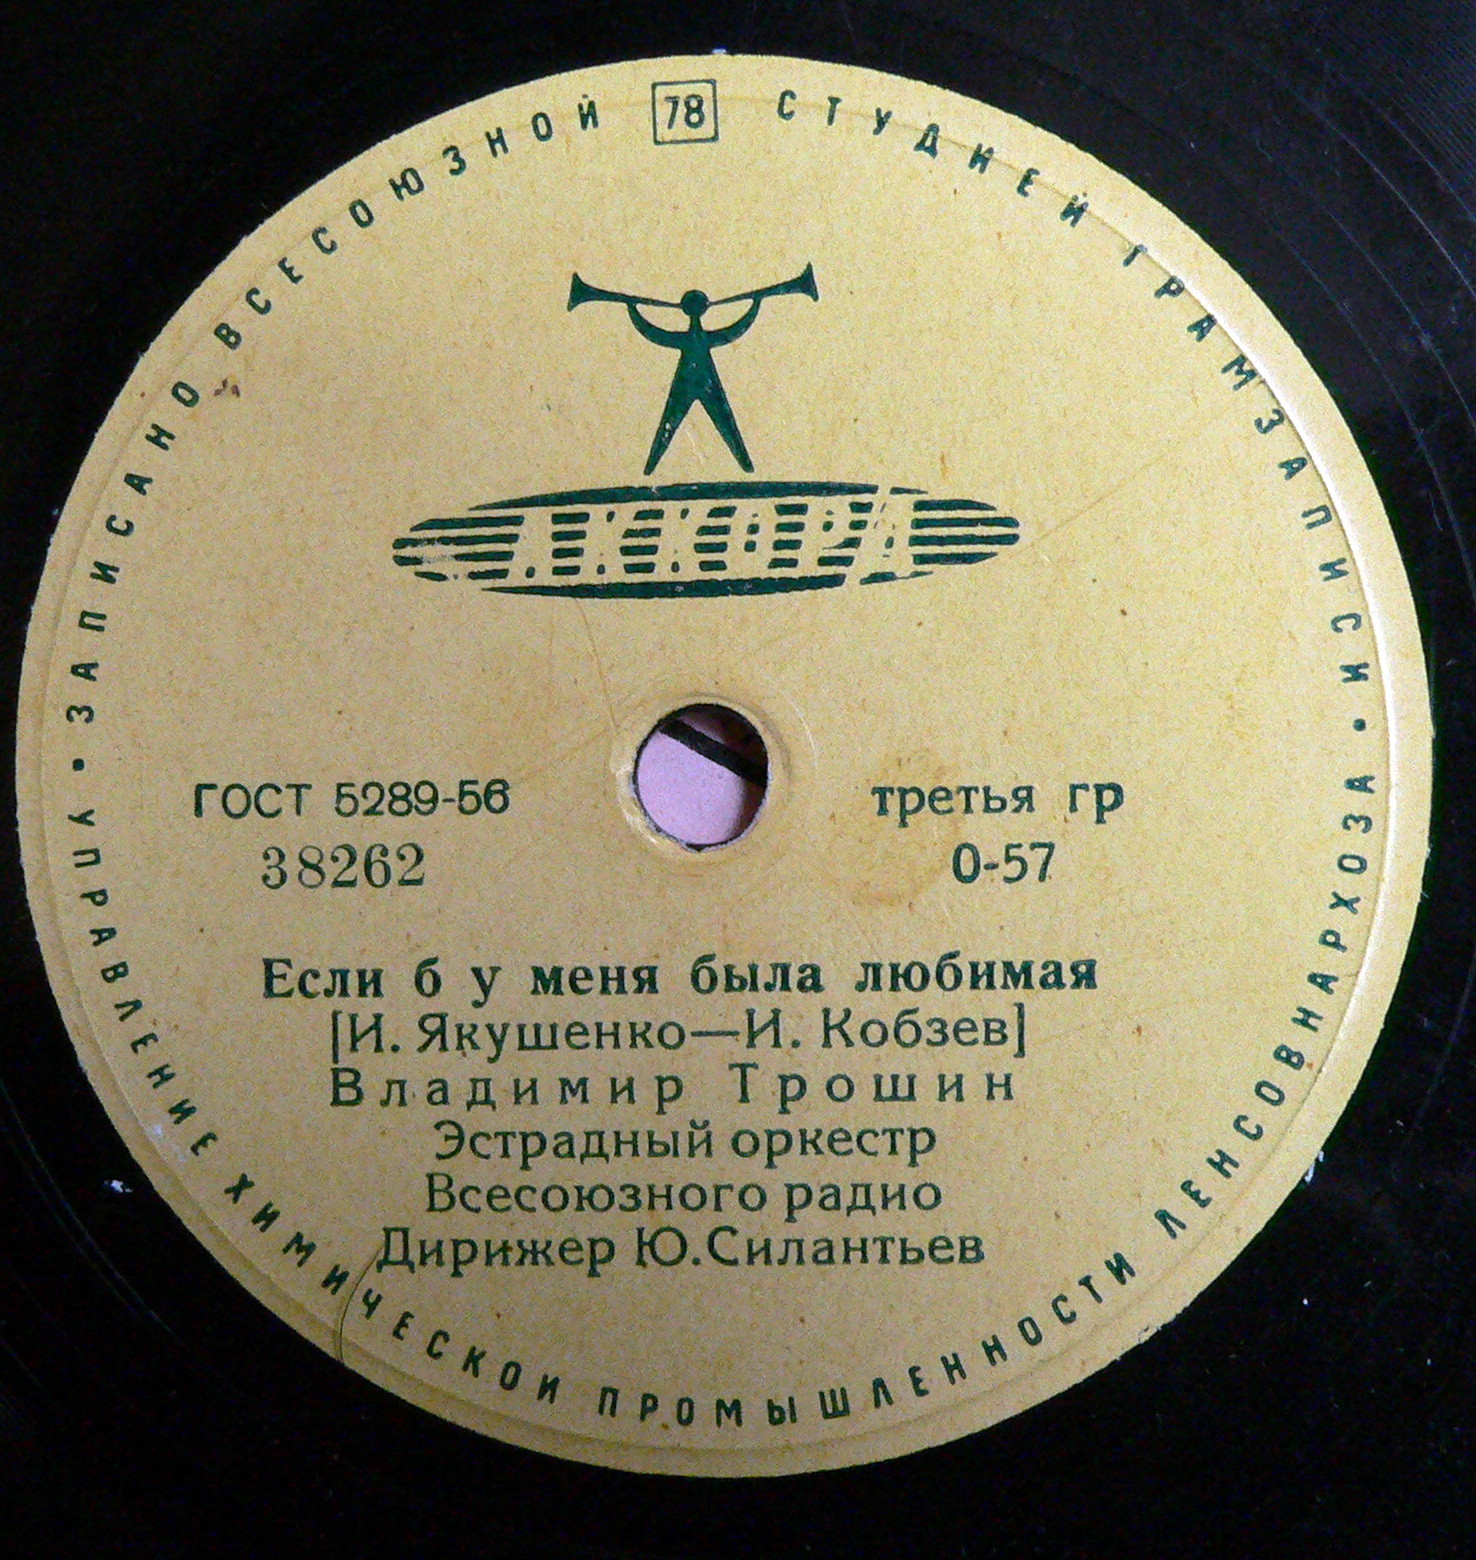 ЗАПИСАНО ВСЕСОЮЗНОЙ 78 СТУДИЕЙ ГРАМЗАПИСИ
АККОРД
ГОСТ 5289-56
третья гр
38262
0-57
Если б у меня была любимая
[И. Якушенко—И. Кобзев]
Владимир Трошин
Эстрадный оркестр
Всесоюзного радио
Дирижер Ю.Силантьев
УПРАВЛЕНИЕ ХИМИЧЕСКОЙ ПРОМЫШЛЕННОСТИ ЛЕНСОВНАРХОЗА